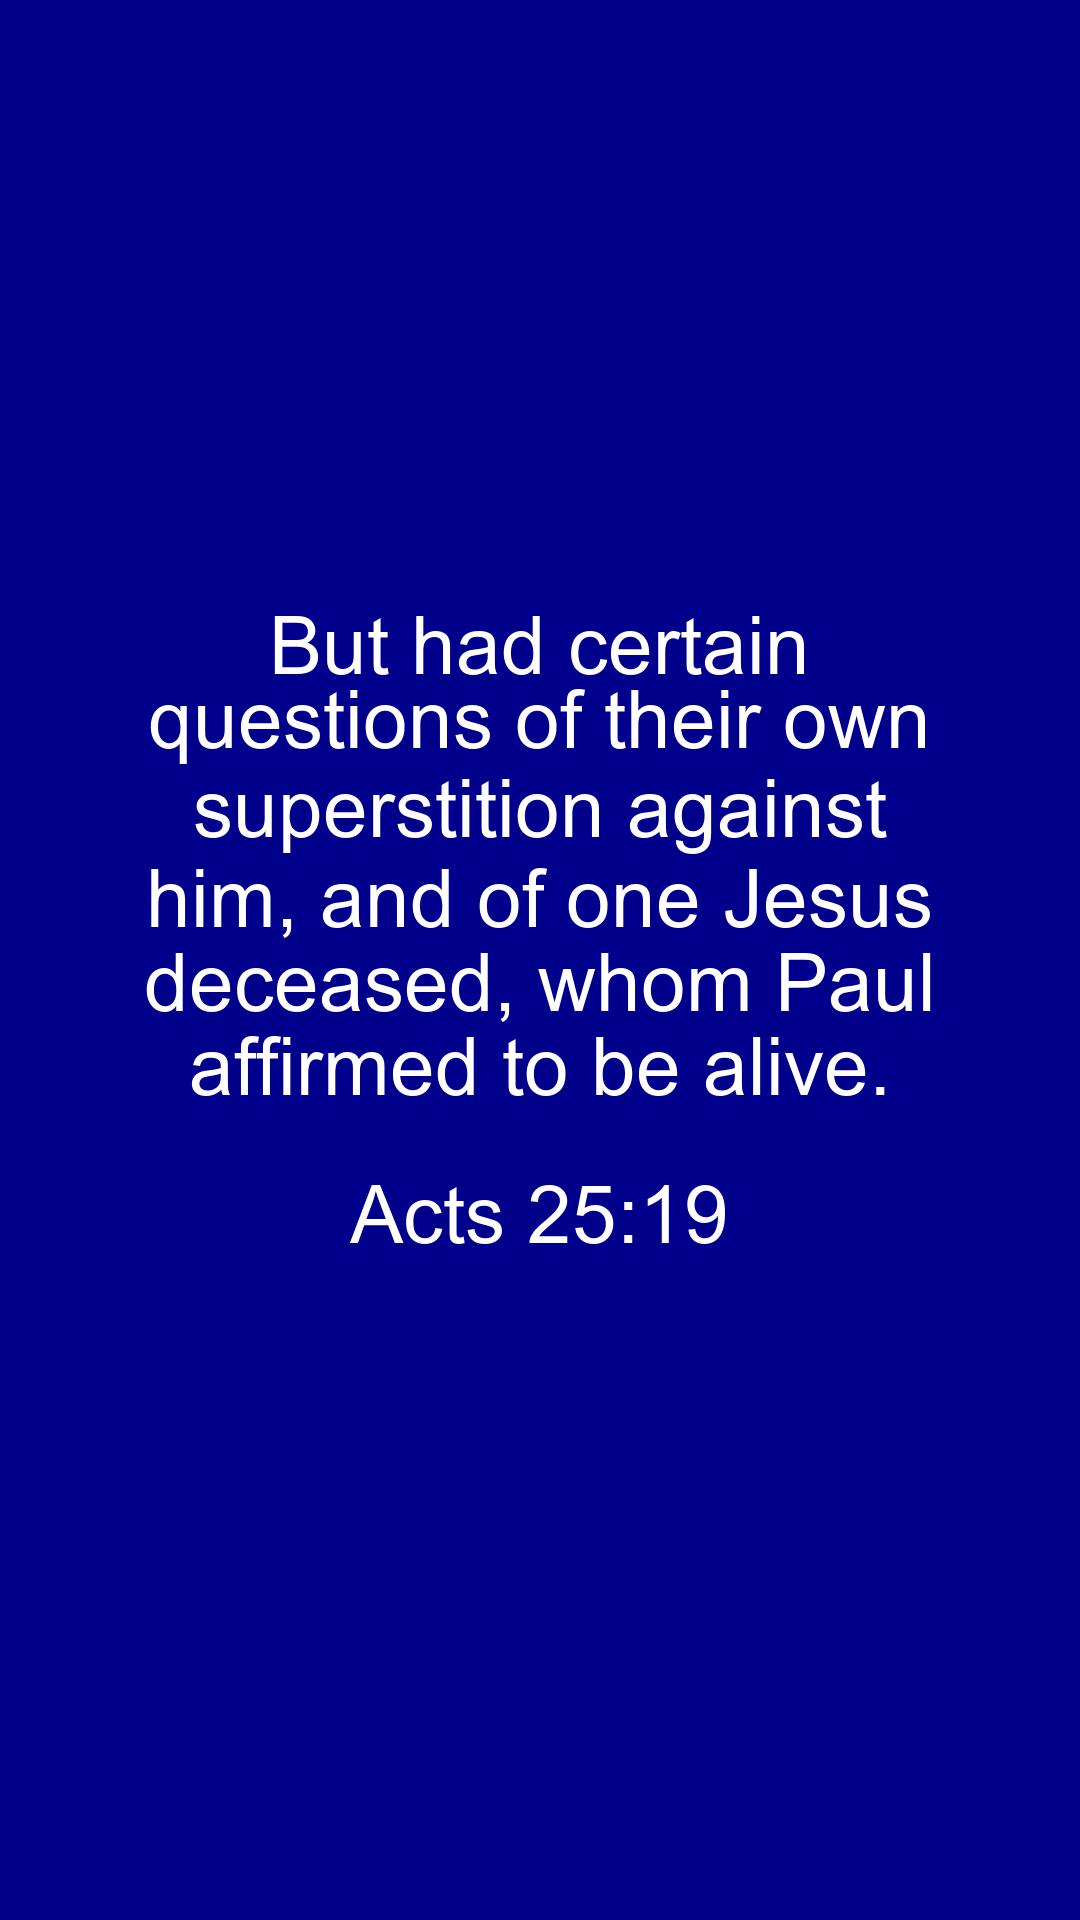 But had certain
questions of their own
superstition against
him, and of one Jesus
deceased, whom Paul
affirmed to be alive.
Acts 25:19